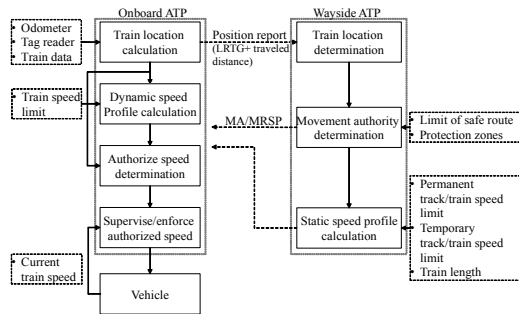 Onboard ATP
Wayside ATP
• Odometer
• Tag reader
• Train data
Train location
calculation
Position report
(LRTG+ traveled
distance)
Train location
determination
• Train speed
limit
Dynamic speed
Profile calculation
MA/MRSP
Movement authority
determination
• Limit of safe route
• Protection zones
Authorize speed
determination
Supervise/enforce
authorized speed
Static speed profile
calculation
• Permanent
track/train speed
limit
• Temporary
track/train speed
limit
• Train length
• Current
train speed
Vehicle